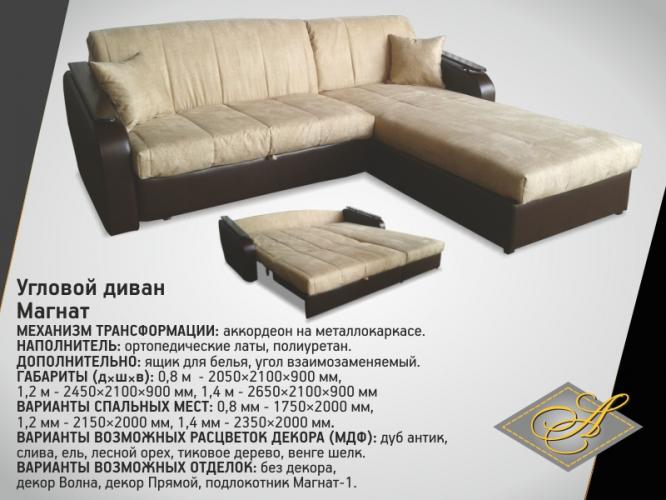 Угловой диван
Магнат
МЕХАНИЗМ ТРАНСФОРМАЦИИ: аккордеон на металлокаркасе.
НАПОЛНИТЕЛЬ: ортопедические латы, полиуретан.
ДОПОЛНИТЕЛЬНО: ящик для белья, угол взаимозаменяемый.
ГАБАРИТЫ (д×ш×в): 0,8 м - 2050×2100×900 мм,
1,2 м - 2450×2100×900 мм, 1,4 м - 2650×2100×900 мм
ВАРИАНТЫ СПАЛЬНЫХ МЕСТ: 0,8 мм - 1750×2000 мм,
1,2 мм - 2150×2000 мм, 1,4 мм - 2350×2000 мм.
ВАРИАНТЫ ВОЗМОЖНЫХ РАСЦВЕТОК ДЕКОРА (МДФ): дуб антик,
слива, ель, лесной орех, тиковое дерево, венге шелк.
ВАРИАНТЫ ВОЗМОЖНЫХ ОТДЕЛОК: без декора,
декор Волна, декор Прямой, подлокотник Магнат-1.
А